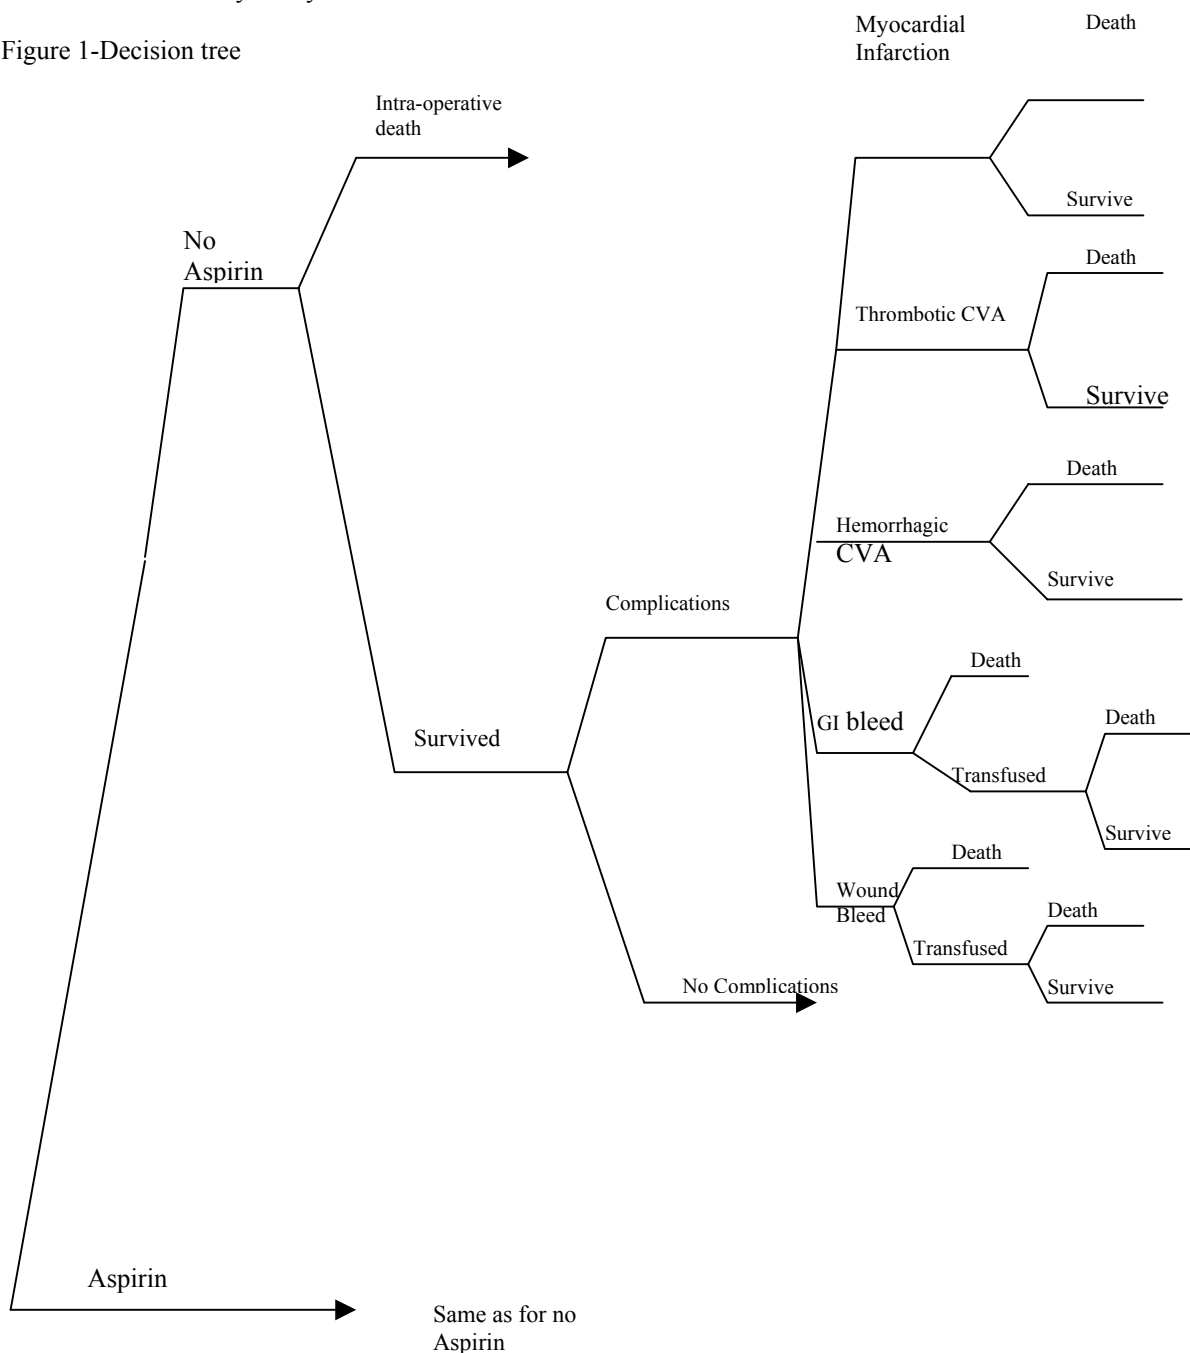 Figure 1-Decision tree
Myocardial
Infarction
Death
Intra-operative
death
Survive
No
Aspirin
Death
Thrombotic CVA
Survive
Death
Hemorrhagic
CVA
Survive
Complications
Death
GI bleed
Death
Survived
Transfused
Survive
Death
Wound
Bleed
Death
Transfused
No Complications
Survive
Aspirin
Same as for no
Aspirin